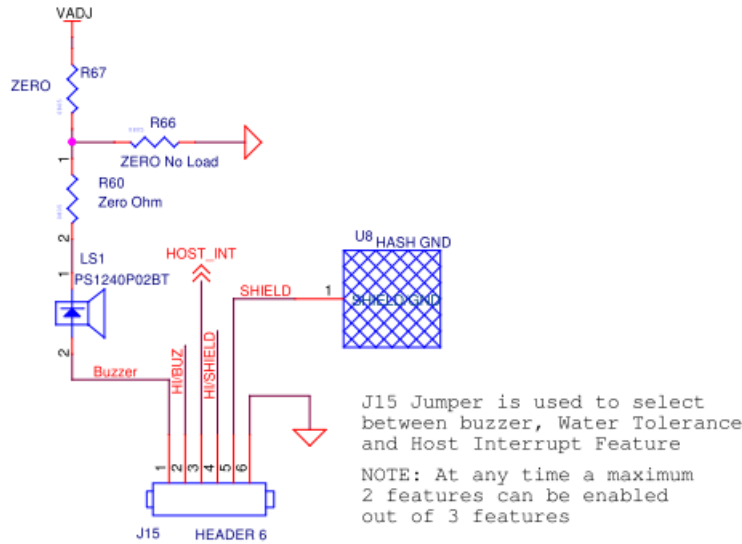 VADJ
R67
ZERO
R66
ZERO No Load
1
R60
Zero Ohm
2
LS1
1
PS1240P02BT
2
Buzzer
HOST_INT
HI/BUZ
HI/SHIELD
SHIELD
1
U8
HASH GND
SHIELD/GND
1
2
3
4
5
6
J15
HEADER 6
J15 Jumper is used to select
between buzzer, Water Tolerance
and Host Interrupt Feature
NOTE: At any time a maximum
2 features can be enabled
out of 3 features